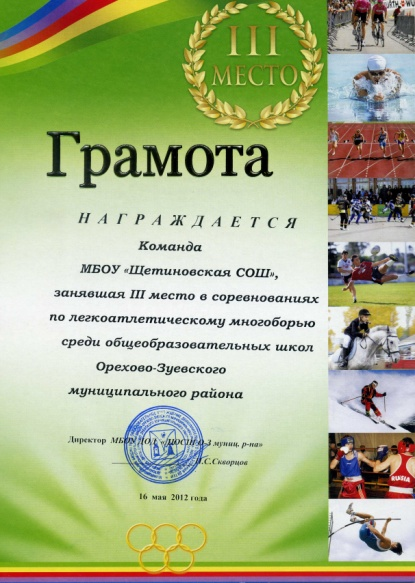 III
МЕСТО
Грамота
НАГРАЖДАЕТСЯ
Команда
МБОУ «Щетиновская СОШ»,
занявшая III место в соревнованиях
по легкоатлетическому многоборью
среди общеобразовательных школ
Орехово-Зуевского
муниципального района
Директор МБОУ ДОД «ДЮСШ О-З муниц. р-на»
И.С.Скворцов
16 мая 2012 года
RUSSIA